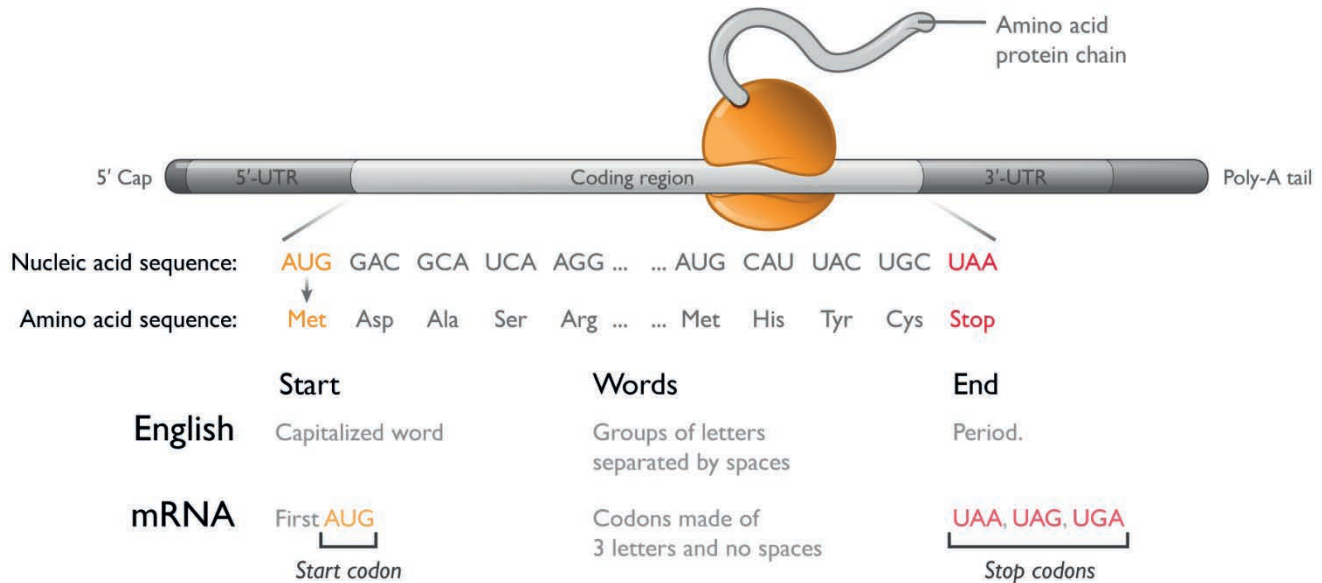 Amino acid
protein chain
5′ Cap
5′-UTR
Coding region
3′-UTR
Poly-A tail
Nucleic acid sequence: AUG GAC GCA UCA AGG ... ... AUG CAU UAC UGC UAA
Amino acid sequence: Met Asp Ala Ser Arg ... ... Met His Tyr Cys Stop
Start Words End
English
Capitalized word
Groups of letters
separated by spaces
Period.
mRNA
First AUG
Start codon
Codons made of
3 letters and no spaces
UAA, UAG, UGA
Stop codons